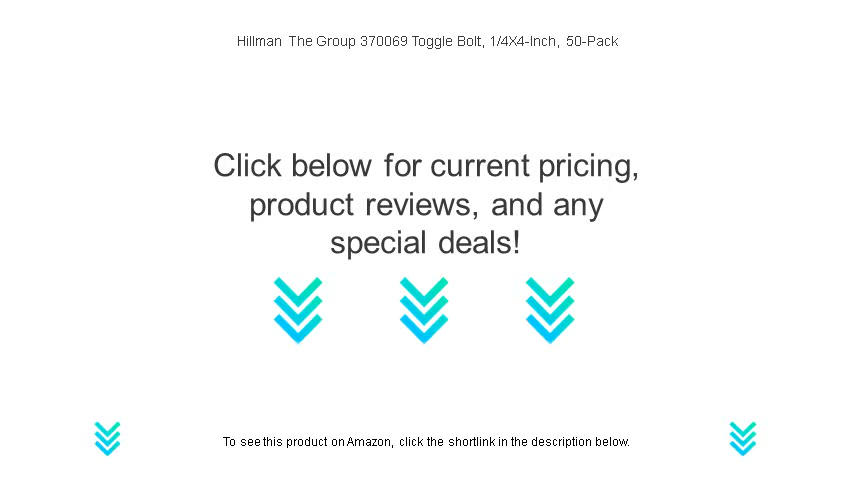 Hillman The Group 370069 Toggle Bolt, 1/4X4-Inch, 50-Pack
Click below for current pricing,
product reviews, and any
special deals!
To see this product on Amazon, click the shortlink in the description below.